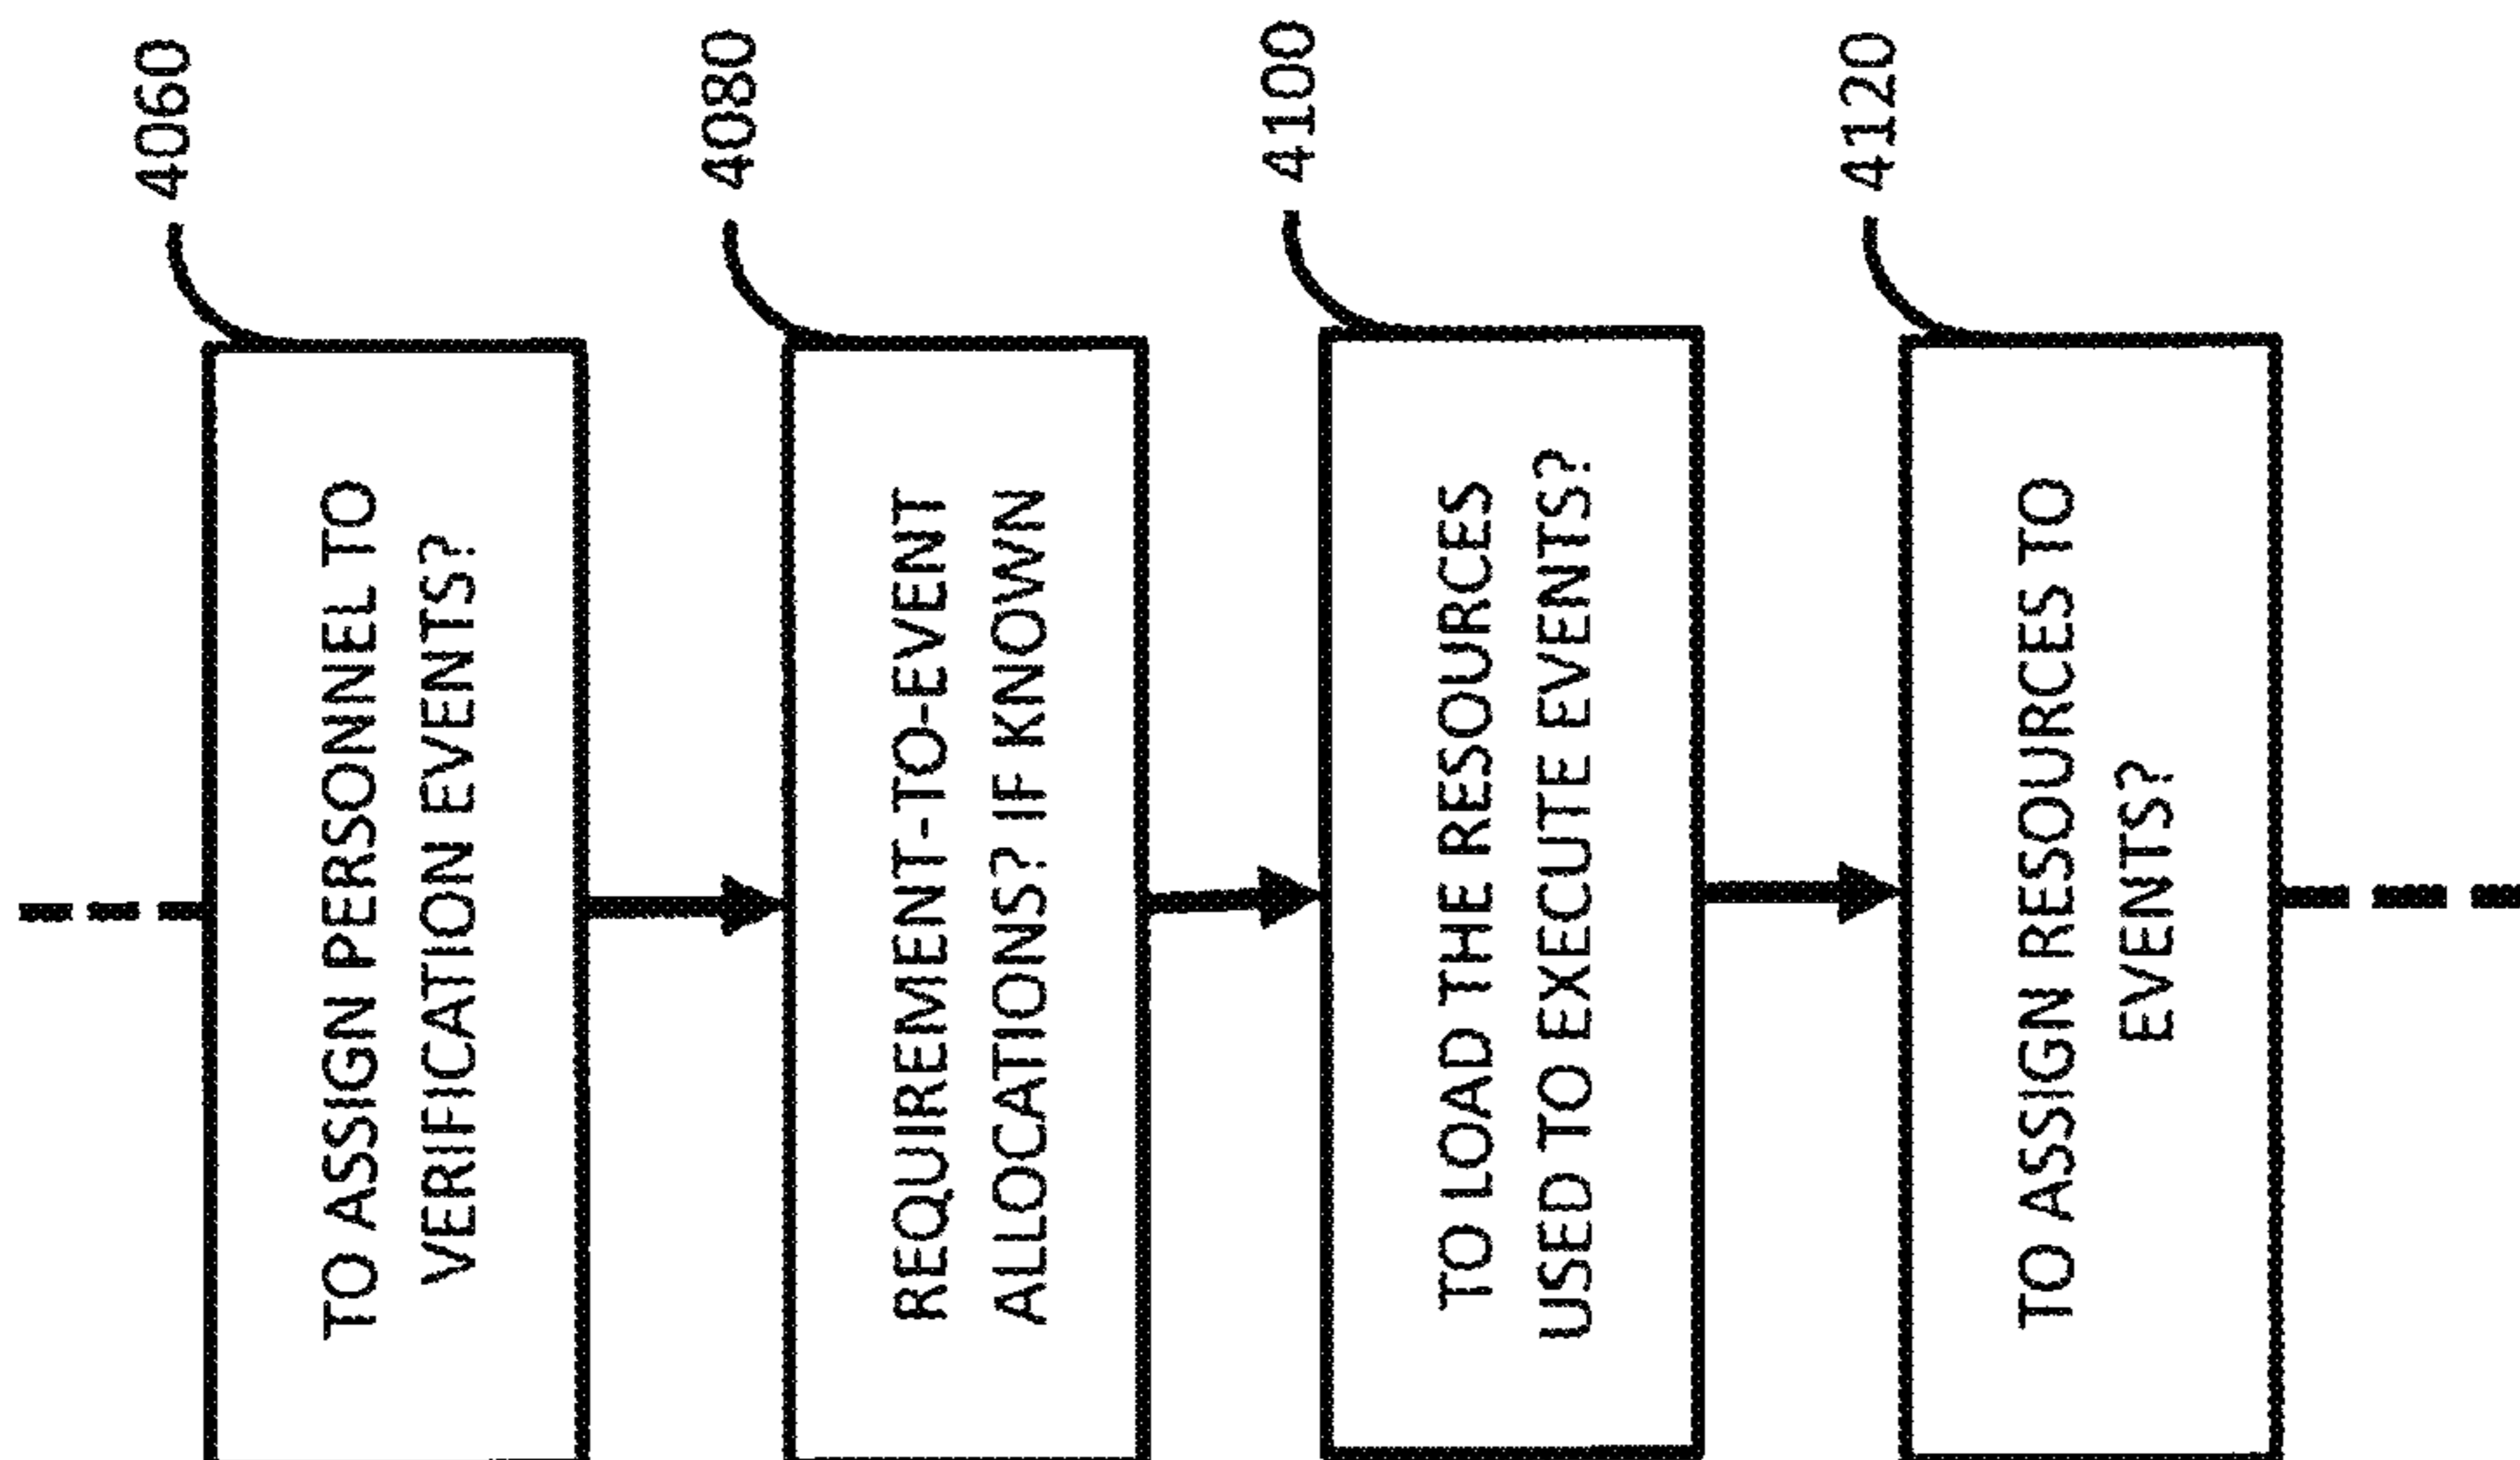 4060
TO ASSIGN PERSONNEL TO
VERIFICATION EVENTS?
4080
REQUIREMENT-TO-EVENT
ALLOCATIONS? IF KNOWN
4100
TO LOAD THE RESOURCES
USED TO EXECUTE EVENTS?
4120
TO ASSIGN RESOURCES TO
EVENTS?